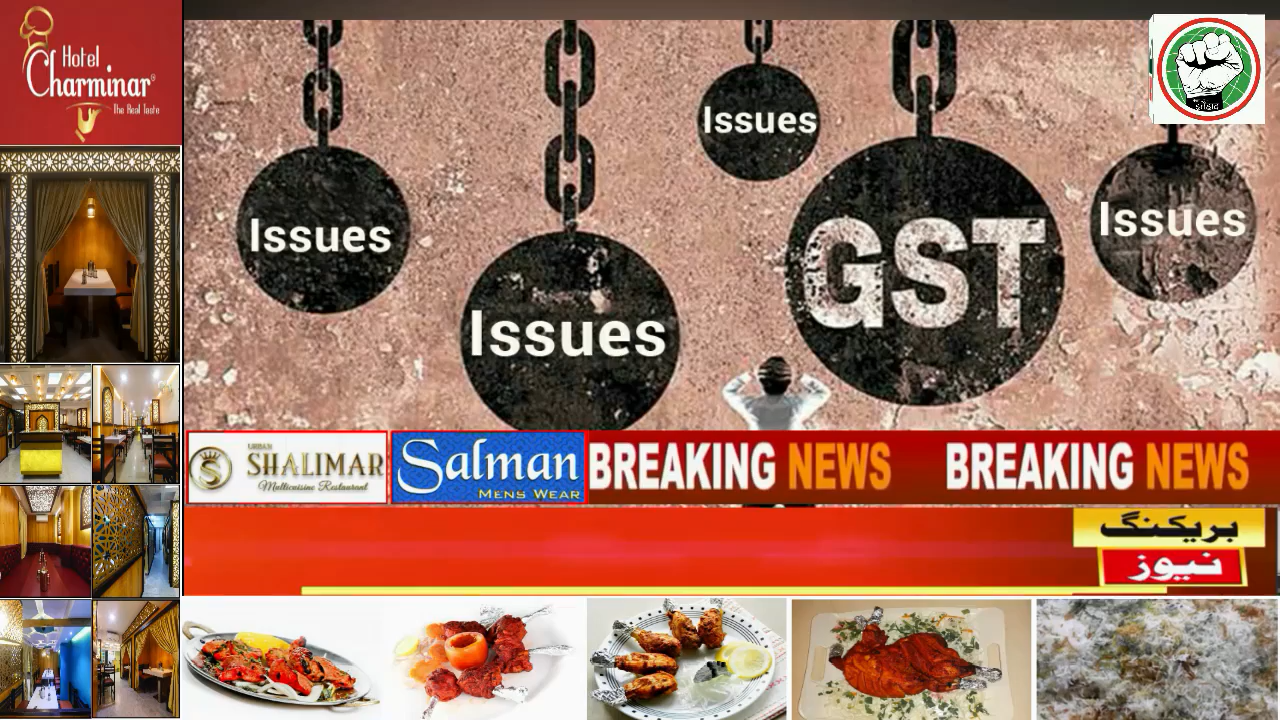 Hotel
Charminar
The Real Taste
Issues
Issues
Issues
GST
Issues
URBAN
SHALIMAR
Multicuisine Restaurant
Salman
MENS WEAR
BREAKING NEWS
BREAKING NEWS
بریکنگ
نیوز